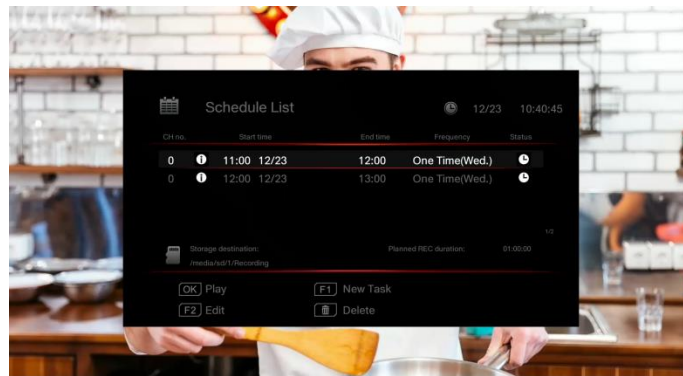 Schedule List 12/23 10:40:45
CH no. Start time End time Frequency Status
0 11:00 12/23 12:00 One Time(Wed.)
0 12:00 12/23 13:00 One Time(Wed.)
1/2
Storage destination: Planned REC duration: 01:00:00
/media/sd/1/Recording
OK Play F1 New Task
F2 Edit Delete